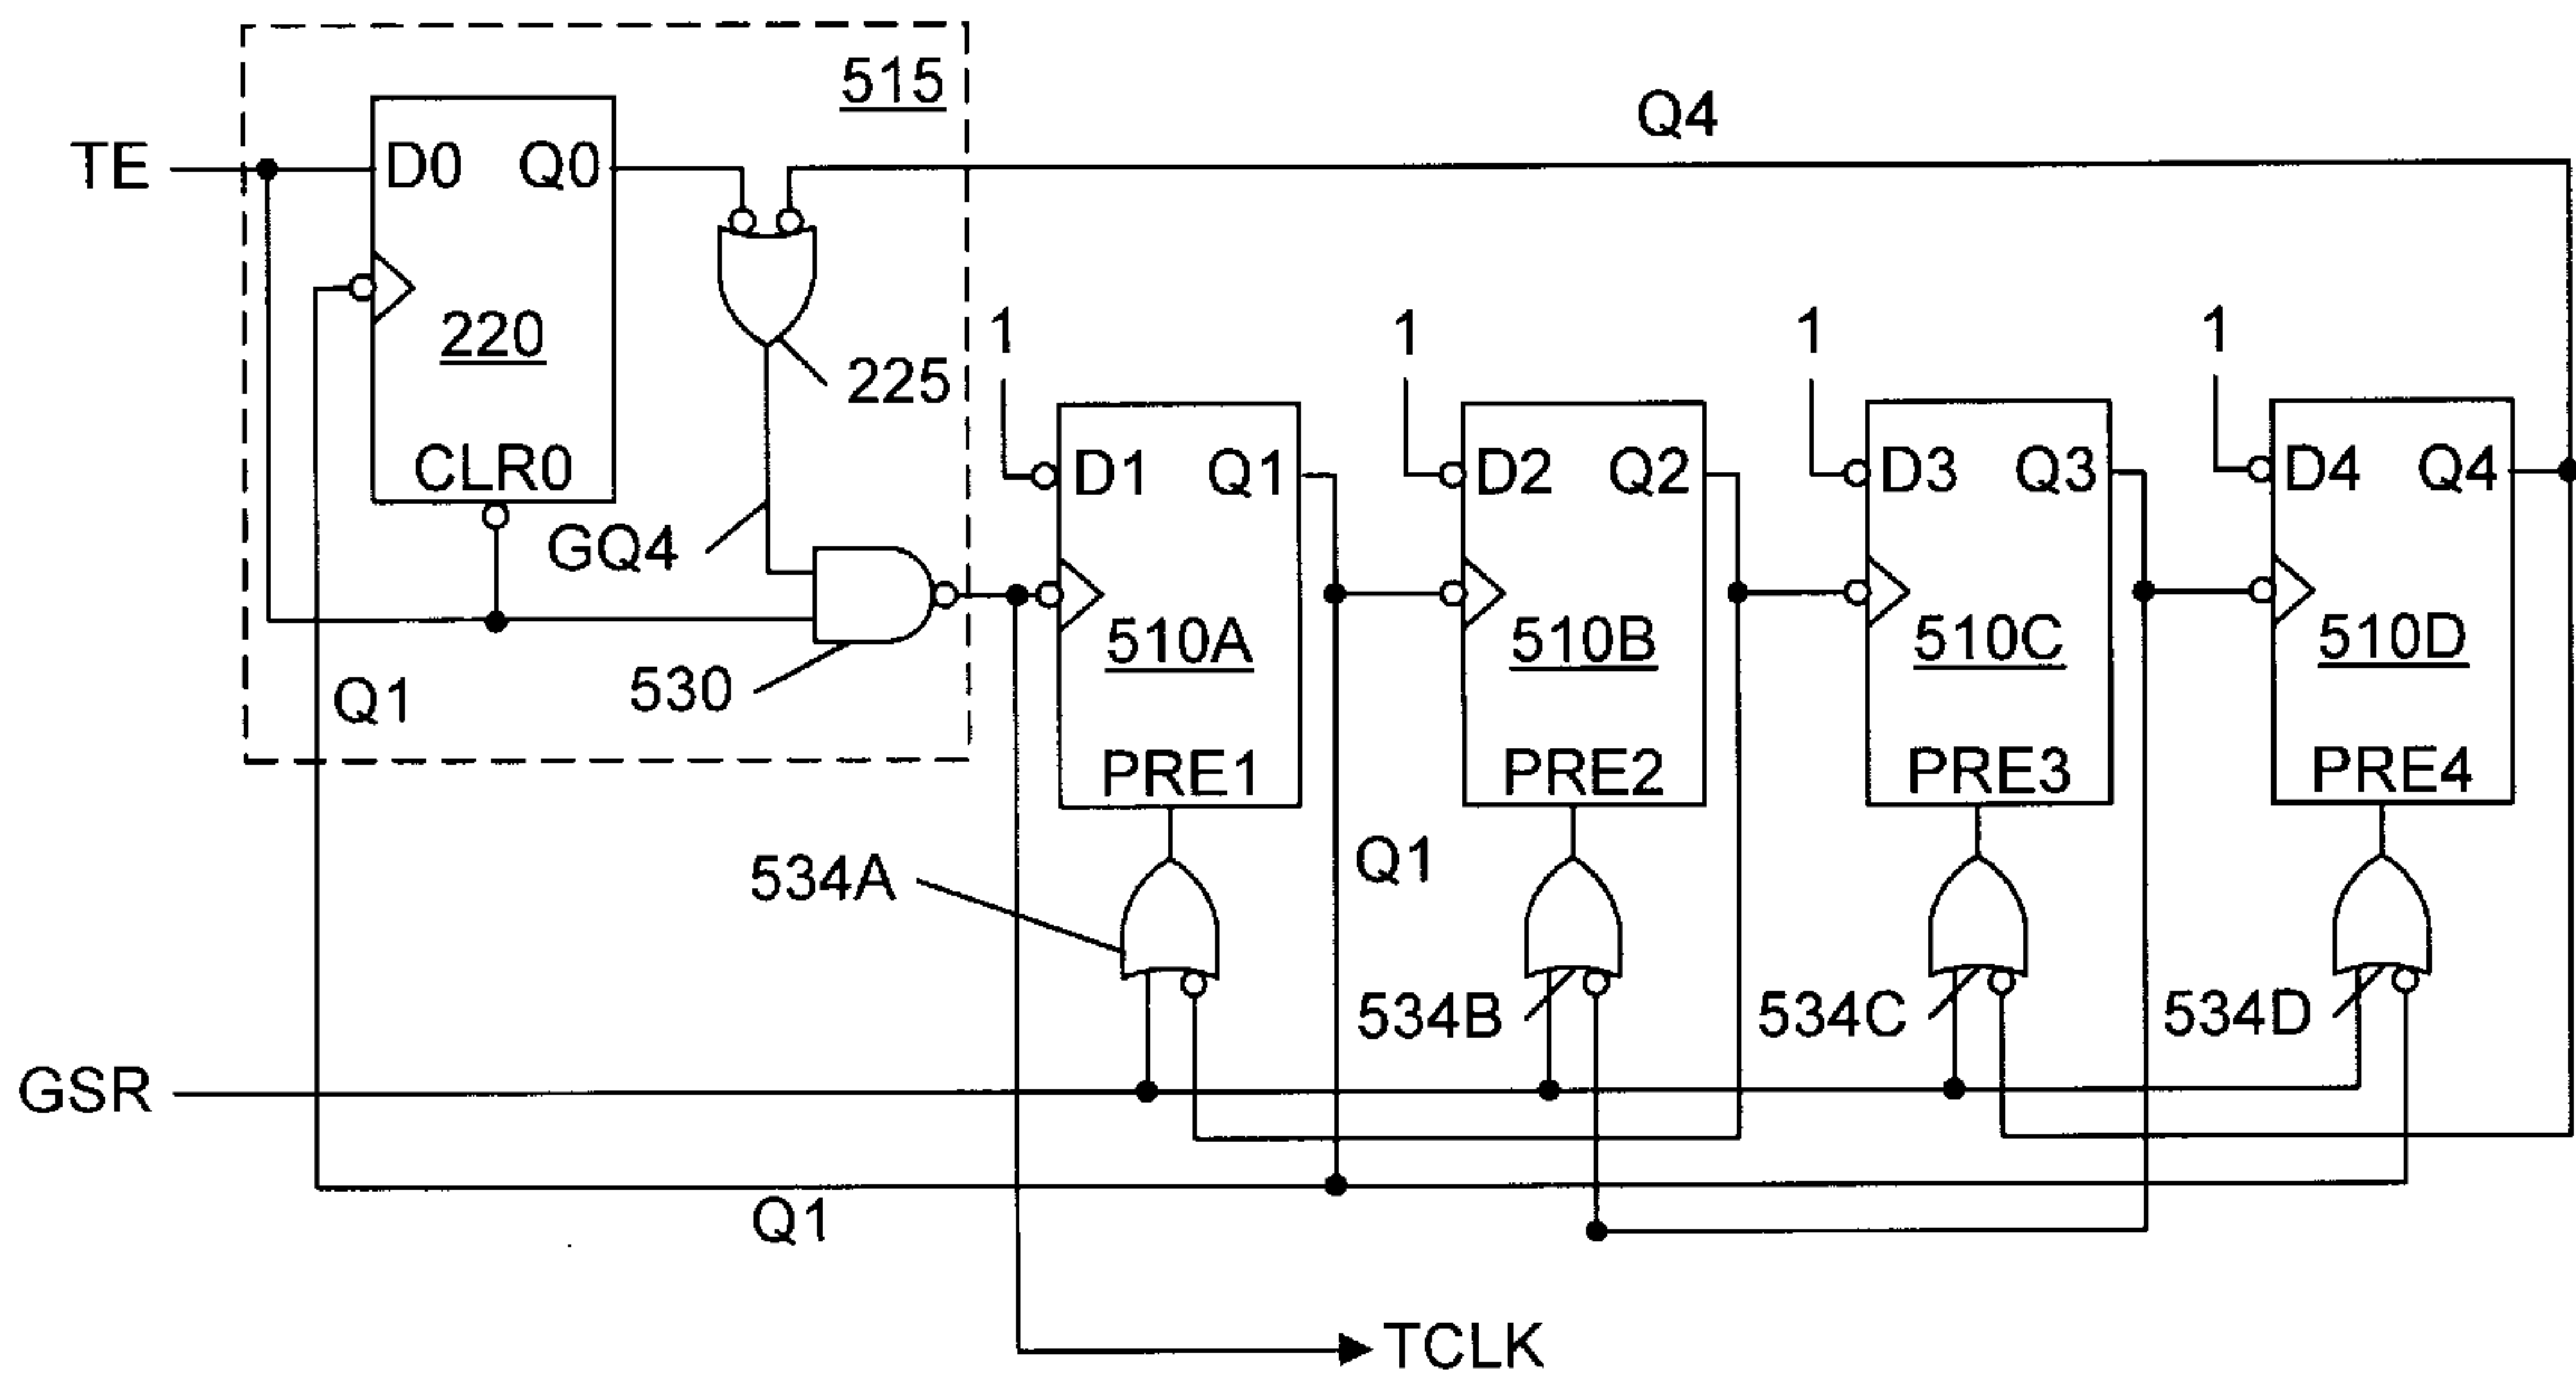 515
Q4
TE
D0 Q0
220
225
1 1 1 1
CLR0
GQ4
D1 Q1
D2 Q2
D3 Q3
D4 Q4
510A
510B
510C
510D
530
Q1
PRE1
PRE2
PRE3
PRE4
534A
Q1
534B
534C
534D
GSR
Q1
TCLK